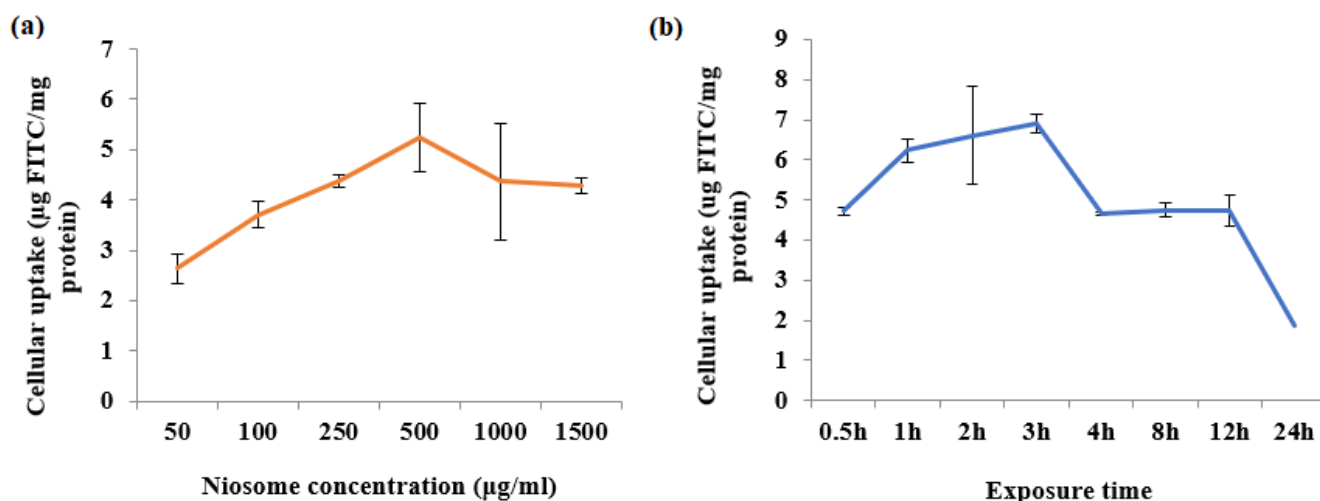 (a)
Cellular uptake (µg FITC/mg
protein)
7
6
5
4
3
2
1
0
50 100 250 500 1000 1500
Niosome concentration (µg/ml)
(b)
Cellular uptake (ug FITC/mg
protein)
9
8
7
6
5
4
3
2
1
0
0.5h 1h 2h 3h 4h 8h 12h 24h
Exposure time